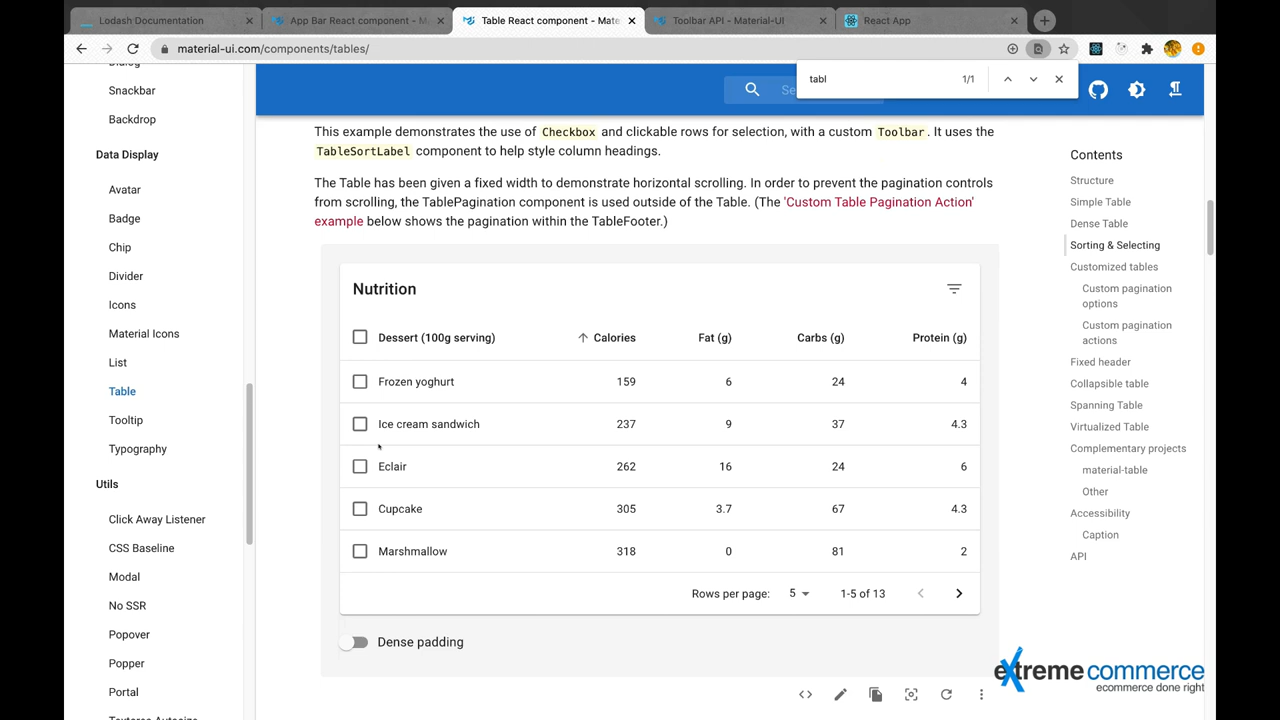 Lodash Documentation
App Bar React component - M
Table React component - Mate
Toolbar API - Material-UI
React App
material-ui.com/components/tables/
tabl
1/1
Se
Dialog
Snackbar
Backdrop
Data Display
Avatar
Badge
Chip
Divider
Icons
Material Icons
List
Table
Tooltip
Typography
Utils
Click Away Listener
CSS Baseline
Modal
No SSR
Popover
Popper
Portal
Textarea Autosize
This example demonstrates the use of Checkbox and clickable rows for selection, with a custom Toolbar. It uses the
TableSortLabel component to help style column headings.
The Table has been given a fixed width to demonstrate horizontal scrolling. In order to prevent the pagination controls
from scrolling, the TablePagination component is used outside of the Table. (The 'Custom Table Pagination Action'
example below shows the pagination within the TableFooter.)
Nutrition
Dessert (100g serving) Calories Fat (g) Carbs (g) Protein (g)
Frozen yoghurt 159 6 24 4
Ice cream sandwich 237 9 37 4.3
Eclair 262 16 24 6
Cupcake 305 3.7 67 4.3
Marshmallow 318 0 81 2
Rows per page: 5 1-5 of 13
Dense padding
Contents
Structure
Simple Table
Dense Table
Sorting & Selecting
Customized tables
Custom pagination
options
Custom pagination
actions
Fixed header
Collapsible table
Spanning Table
Virtualized Table
Complementary projects
material-table
Other
Accessibility
Caption
API
extreme commerce
ecommerce done right